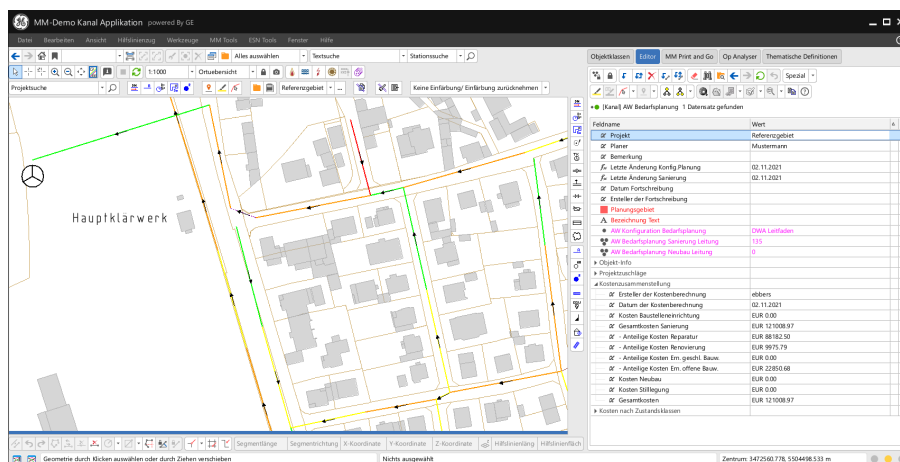 MM-Demo Kanal Applikation powered By GE
Datei Bearbeiten Ansicht Hilfslinienzug Werkzeuge MM Tools ESN Tools Fenster Hilfe
Alles auswählen Textsuche Stationssuche
1:1000 Ortuebersicht
Projektsuche Referenzgebiet ... Keine Einfärbung/ Einfärbung zurücknehmen
Hauptklärwerk
Objektklassen Editor MM Print and Go Op Analyser Thematische Definitionen
Spezial
[Kanal] AW Bedarfsplanung 1 Datensatz gefunden
Feldname Wert
Projekt Referenzgebiet
Planer Mustermann
Bemerkung
Letzte Änderung Konfig.Planung 02.11.2021
Letzte Änderung Sanierung 02.11.2021
Datum Fortschreibung
Ersteller der Fortschreibung
Planungsgebiet
Bezeichnung Text
AW Konfiguration Bedarfsplanung DWA Leitfaden
AW Bedarfsplanung Sanierung Leitung 135
AW Bedarfsplanung Neubau Leitung 0
Objekt-Info
Projektzuschläge
Kostenzusammenstellung
Ersteller der Kostenberechnung ebbers
Datum der Kostenberechnung 02.11.2021
Kosten Baustelleneinrichtung EUR 0.00
Gesamtkosten Sanierung EUR 121008.97
- Anteilige Kosten Reparatur EUR 88182.50
- Anteilige Kosten Renovierung EUR 9975.79
- Anteilige Kosten Ern. geschl. Bauw. EUR 0.00
- Anteilige Kosten Ern. offene Bauw. EUR 22850.68
Kosten Neubau EUR 0.00
Kosten Stilllegung EUR 0.00
Gesamtkosten EUR 121008.97
Kosten nach Zustandsklassen
Segmentlänge Segmentrichtung X-Koordinate Y-Koordinate Z-Koordinate Hilfslinienläng Hilfslinienfläch
Geometrie durch Klicken auswählen oder durch Ziehen verschieben Nichts ausgewählt Zentrum: 3472560.778, 5504498.533 m